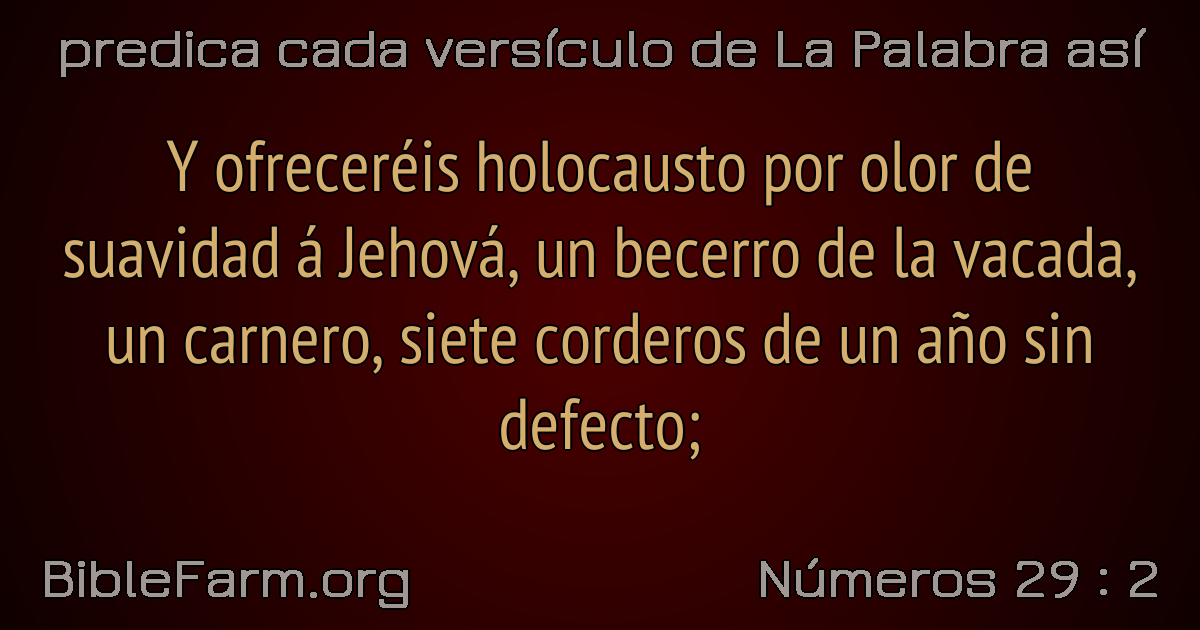 predica cada versículo de La Palabra así
Y ofreceréis holocausto por olor de
suavidad á Jehová, un becerro de la vacada,
un carnero, siete corderos de un año sin
defecto;
BibleFarm.org
Números 29 : 2